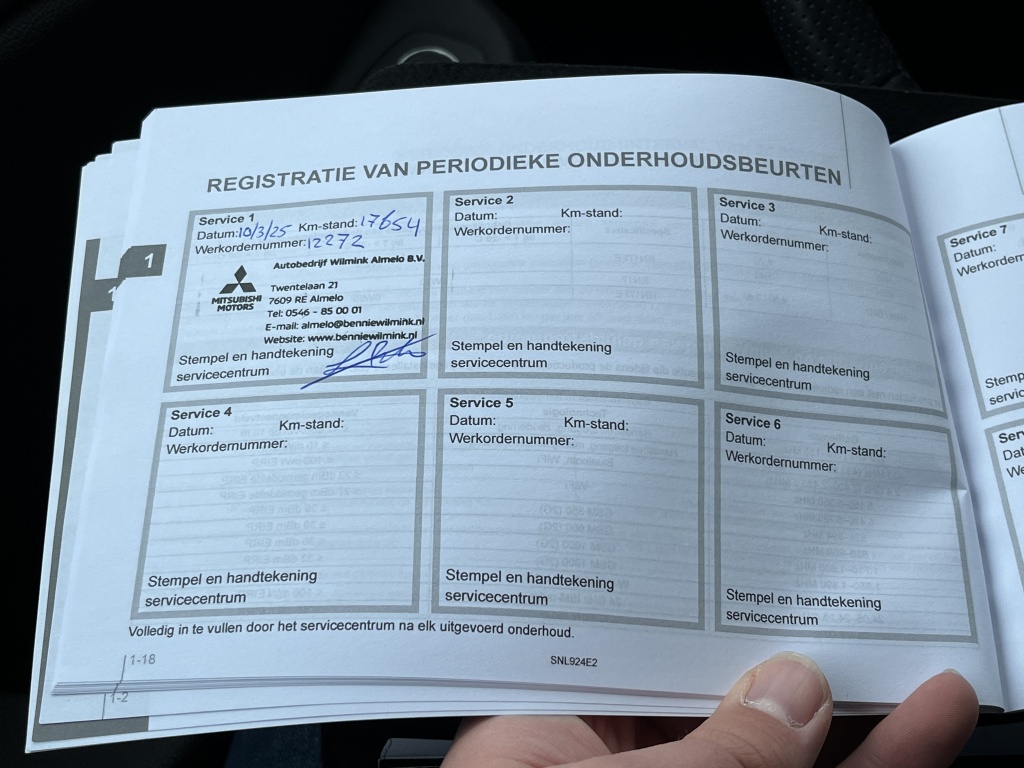 REGISTRATIE VAN PERIODIEKE ONDERHOUDSBEURTEN
Service 1
Datum: 10/3/25 Km-stand: 17654
Werkordernummer: 12272
Autobedrijf Wilmink Almelo B.V.
MITSUBISHI
MOTORS
Twentelaan 21
7609 RE Almelo
Tel: 0546 - 85 00 01
E-mail: almelo@benniewilmink.nl
Website: www.benniewilmink.nl
Stempel en handtekening
servicecentrum
Service 2
Datum: Km-stand:
Werkordernummer:
Stempel en handtekening
servicecentrum
Service 3
Datum: Km-stand:
Werkordernummer:
Stempel en handtekening
servicecentrum
Service 4
Datum: Km-stand:
Werkordernummer:
Stempel en handtekening
servicecentrum
Service 5
Datum: Km-stand:
Werkordernummer:
Stempel en handtekening
servicecentrum
Service 6
Datum: Km-stand:
Werkordernummer:
Stempel en handtekening
servicecentrum
Volledig in te vullen door het servicecentrum na elk uitgevoerd onderhoud.
1-18
SNL924E2
1-2
1
Service 7
Datum: